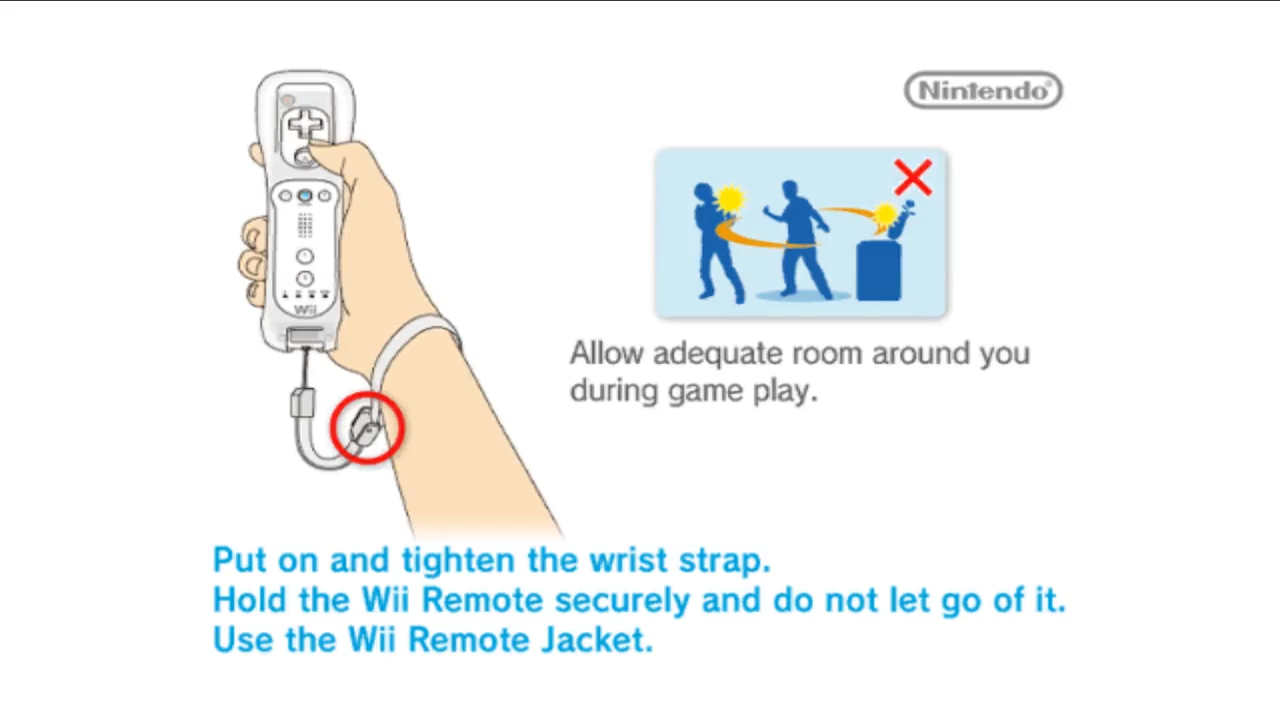 Nintendo®
Wii
Allow adequate room around you
during game play.
Put on and tighten the wrist strap.
Hold the Wii Remote securely and do not let go of it.
Use the Wii Remote Jacket.